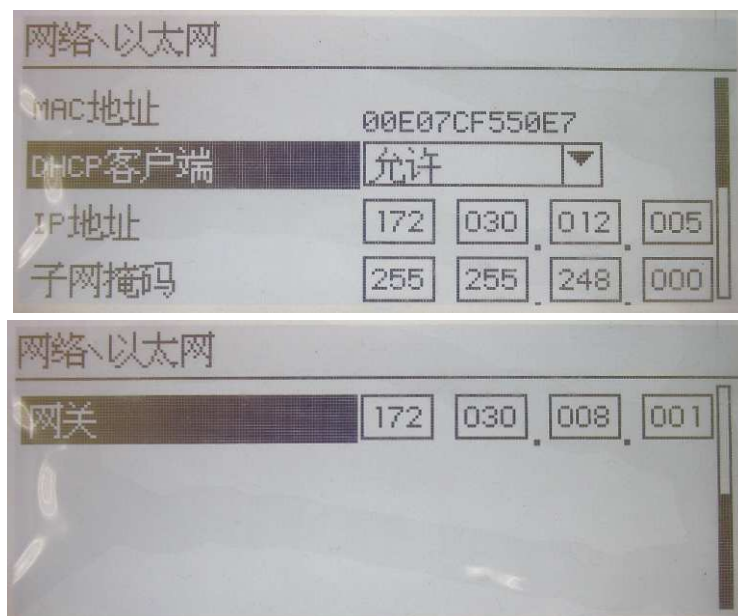 网络\以太网
MAC地址 00E07CF550E7
DHCP客户端 允许
IP地址 172.030.012.005
子网掩码 255.255.248.000
网络\以太网
网关 172.030.008.001